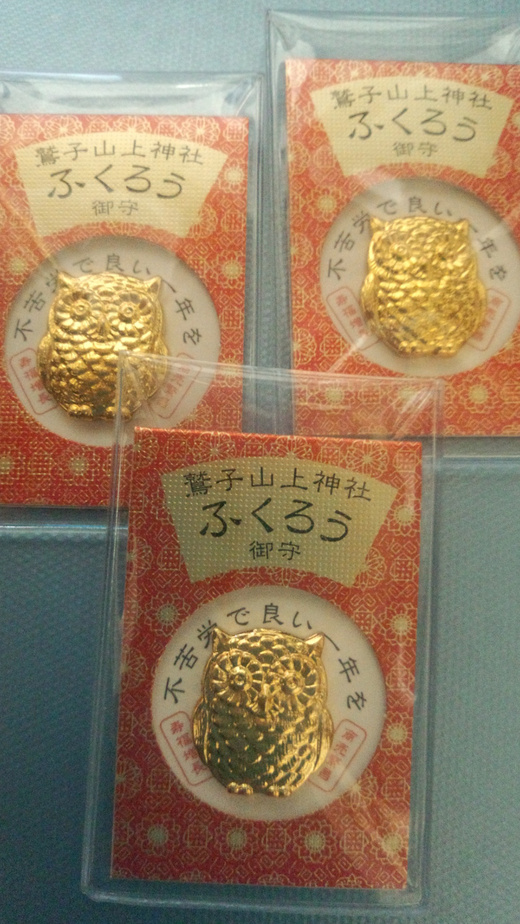 鷲子山上神社
ふくろう
御守
不苦労で良い一年を
鷲子山上神社
ふくろう
御守
不苦労で良い一年を
鷲子山上神社
ふくろう
御守
不苦労で良い一年を